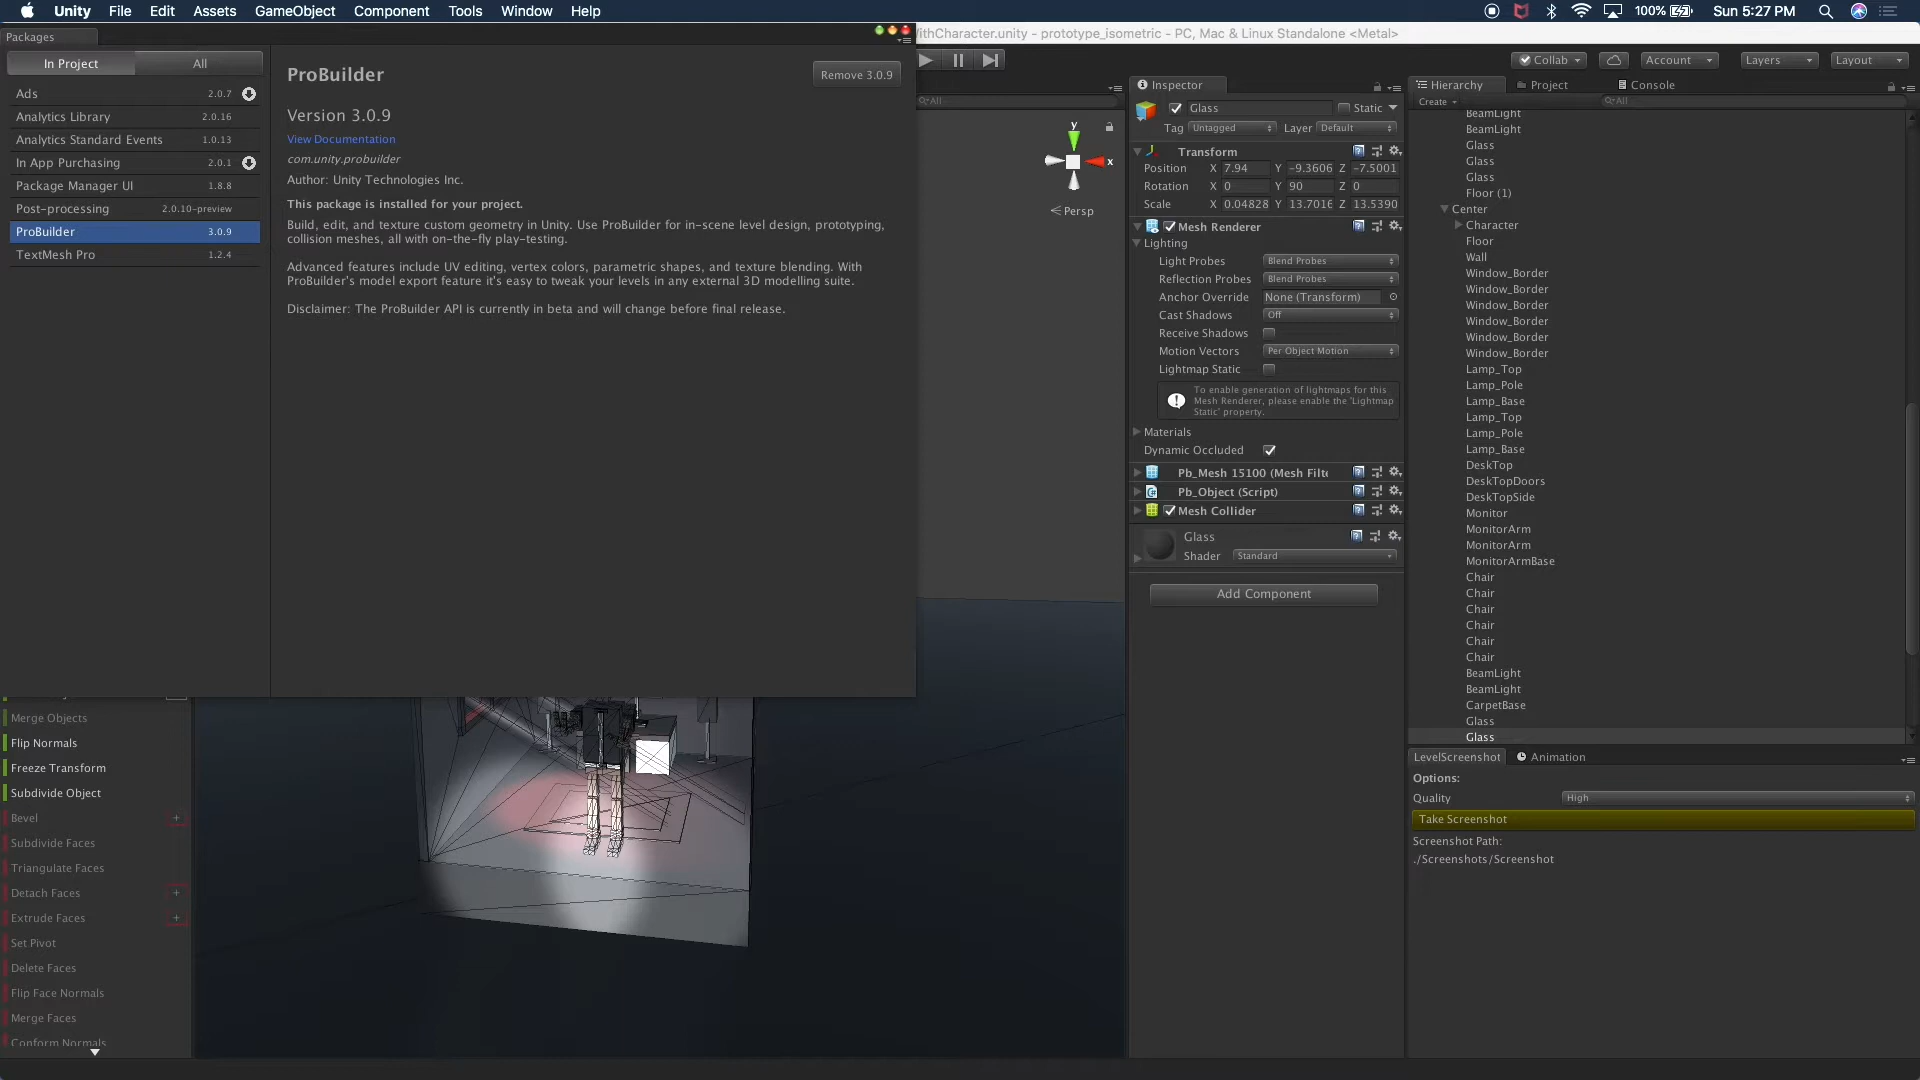 Unity File Edit Assets GameObject Component Tools Window Help
100% Sun 5:27 PM
ithCharacter.unity - prototype_isometric - PC, Mac & Linux Standalone <Metal>
Packages
In Project All
Ads 2.0.7
Analytics Library 2.0.16
Analytics Standard Events 1.0.13
In App Purchasing 2.0.1
Package Manager UI 1.8.8
Post-processing 2.0.10-preview
ProBuilder 3.0.9
TextMesh Pro 1.2.4
ProBuilder
Remove 3.0.9
Version 3.0.9
View Documentation
com.unity.probuilder
Author: Unity Technologies Inc.
This package is installed for your project.
Build, edit, and texture custom geometry in Unity. Use ProBuilder for in-scene level design, prototyping,
collision meshes, all with on-the-fly play-testing.
Advanced features include UV editing, vertex colors, parametric shapes, and texture blending. With
ProBuilder's model export feature it's easy to tweak your levels in any external 3D modelling suite.
Disclaimer: The ProBuilder API is currently in beta and will change before final release.
Merge Objects
Flip Normals
Freeze Transform
Subdivide Object
Bevel +
Subdivide Faces
Triangulate Faces
Detach Faces +
Extrude Faces +
Set Pivot
Delete Faces
Flip Face Normals
Merge Faces
Conform Normals
All
y
x
Persp
Collab Account Layers Layout
Inspector
Glass Static
Tag Untagged Layer Default
Transform
Position X 7.94 Y -9.3606 Z -7.5001
Rotation X 0 Y 90 Z 0
Scale X 0.04828 Y 13.7016 Z 13.5390
Mesh Renderer
Lighting
Light Probes Blend Probes
Reflection Probes Blend Probes
Anchor Override None (Transform)
Cast Shadows Off
Receive Shadows
Motion Vectors Per Object Motion
Lightmap Static
To enable generation of lightmaps for this
Mesh Renderer, please enable the 'Lightmap
Static' property.
Materials
Dynamic Occluded
Pb_Mesh 15100 (Mesh Filte
Pb_Object (Script)
Mesh Collider
Glass
Shader Standard
Add Component
Hierarchy Project Console
Create All
BeamLight
BeamLight
Glass
Glass
Glass
Floor (1)
Center
Character
Floor
Wall
Window_Border
Window_Border
Window_Border
Window_Border
Window_Border
Window_Border
Lamp_Top
Lamp_Pole
Lamp_Base
Lamp_Top
Lamp_Pole
Lamp_Base
DeskTop
DeskTopDoors
DeskTopSide
Monitor
MonitorArm
MonitorArm
MonitorArmBase
Chair
Chair
Chair
Chair
Chair
Chair
BeamLight
BeamLight
CarpetBase
Glass
Glass
LevelScreenshot Animation
Options:
Quality High
Take Screenshot
Screenshot Path:
./Screenshots/Screenshot